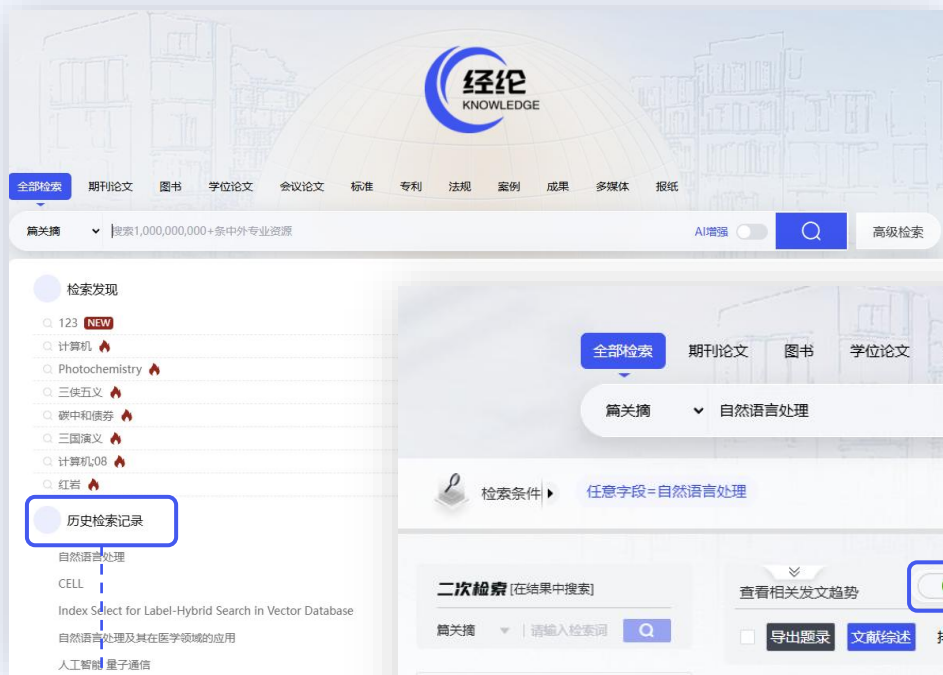 经纶
KNOWLEDGE
全部检索 期刊论文 图书 学位论文 会议论文 标准 专利 法规 案例 成果 多媒体 报纸
篇关摘 搜索1,000,000,000+条中外专业资源 AI增强 高级检索
检索发现
123 NEW
计算机
Photochemistry
三侠五义
碳中和债券
三国演义
计算机;08
红岩
历史检索记录
自然语言处理
CELL
Index Select for Label-Hybrid Search in Vector Database
自然语言处理及其在医学领域的应用
人工智能 量子通信
全部检索 期刊论文 图书 学位论文
篇关摘 自然语言处理
检索条件 任意字段=自然语言处理
二次检索 [在结果中搜索]
篇关摘 请输入检索词
查看相关发文趋势
导出题录 文献综述